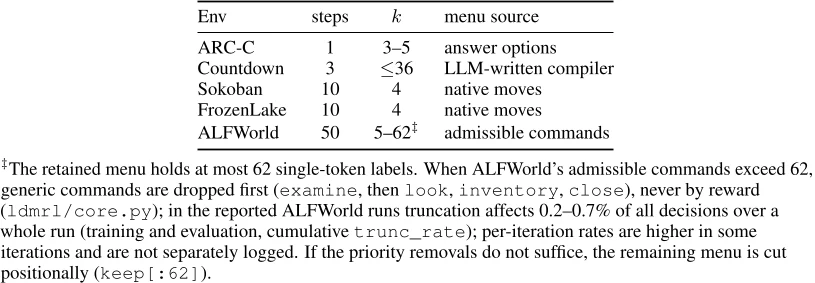 Env steps k menu source
ARC-C 1 3–5 answer options
Countdown 3 ≤36 LLM-written compiler
Sokoban 10 4 native moves
FrozenLake 10 4 native moves
ALFWorld 50 5–62‡ admissible commands
‡The retained menu holds at most 62 single-token labels. When ALFWorld's admissible commands exceed 62,
generic commands are dropped first (examine, then look, inventory, close), never by reward
(ldmrl/core.py); in the reported ALFWorld runs truncation affects 0.2–0.7% of all decisions over a
whole run (training and evaluation, cumulative trunc_rate); per-iteration rates are higher in some
iterations and are not separately logged. If the priority removals do not suffice, the remaining menu is cut
positionally (keep[:62]).